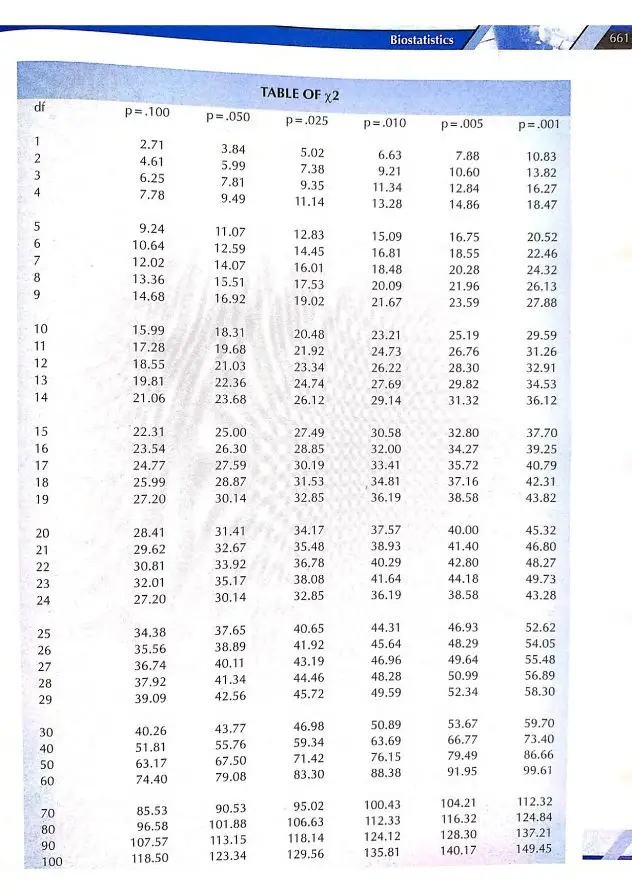 Biostatistics 661
TABLE OF χ2
df p=.100 p=.050 p=.025 p=.010 p=.005 p=.001
1 2.71 3.84 5.02 6.63 7.88 10.83
2 4.61 5.99 7.38 9.21 10.60 13.82
3 6.25 7.81 9.35 11.34 12.84 16.27
4 7.78 9.49 11.14 13.28 14.86 18.47
5 9.24 11.07 12.83 15.09 16.75 20.52
6 10.64 12.59 14.45 16.81 18.55 22.46
7 12.02 14.07 16.01 18.48 20.28 24.32
8 13.36 15.51 17.53 20.09 21.96 26.13
9 14.68 16.92 19.02 21.67 23.59 27.88
10 15.99 18.31 20.48 23.21 25.19 29.59
11 17.28 19.68 21.92 24.73 26.76 31.26
12 18.55 21.03 23.34 26.22 28.30 32.91
13 19.81 22.36 24.74 27.69 29.82 34.53
14 21.06 23.68 26.12 29.14 31.32 36.12
15 22.31 25.00 27.49 30.58 32.80 37.70
16 23.54 26.30 28.85 32.00 34.27 39.25
17 24.77 27.59 30.19 33.41 35.72 40.79
18 25.99 28.87 31.53 34.81 37.16 42.31
19 27.20 30.14 32.85 36.19 38.58 43.82
20 28.41 31.41 34.17 37.57 40.00 45.32
21 29.62 32.67 35.48 38.93 41.40 46.80
22 30.81 33.92 36.78 40.29 42.80 48.27
23 32.01 35.17 38.08 41.64 44.18 49.73
24 27.20 30.14 32.85 36.19 38.58 43.28
25 34.38 37.65 40.65 44.31 46.93 52.62
26 35.56 38.89 41.92 45.64 48.29 54.05
27 36.74 40.11 43.19 46.96 49.64 55.48
28 37.92 41.34 44.46 48.28 50.99 56.89
29 39.09 42.56 45.72 49.59 52.34 58.30
30 40.26 43.77 46.98 50.89 53.67 59.70
40 51.81 55.76 59.34 63.69 66.77 73.40
50 63.17 67.50 71.42 76.15 79.49 86.66
60 74.40 79.08 83.30 88.38 91.95 99.61
70 85.53 90.53 95.02 100.43 104.21 112.32
80 96.58 101.88 106.63 112.33 116.32 124.84
90 107.57 113.15 118.14 124.12 128.30 137.21
100 118.50 123.34 129.56 135.81 140.17 149.45